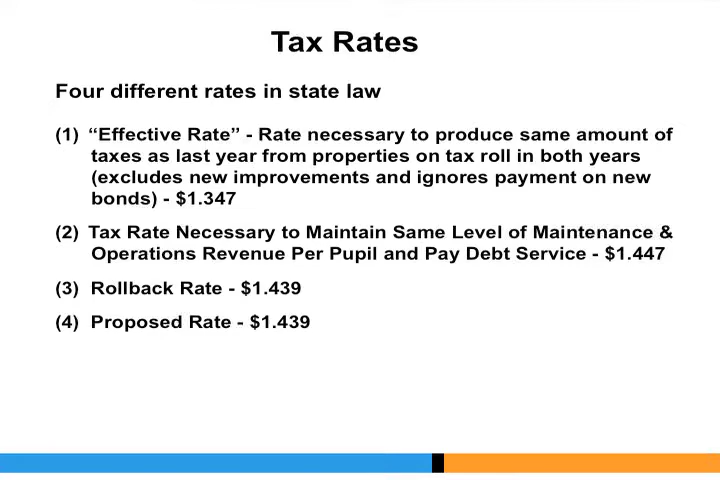 Tax Rates
Four different rates in state law
(1) “Effective Rate” - Rate necessary to produce same amount of
taxes as last year from properties on tax roll in both years
(excludes new improvements and ignores payment on new
bonds) - $1.347
(2) Tax Rate Necessary to Maintain Same Level of Maintenance &
Operations Revenue Per Pupil and Pay Debt Service - $1.447
(3) Rollback Rate - $1.439
(4) Proposed Rate - $1.439